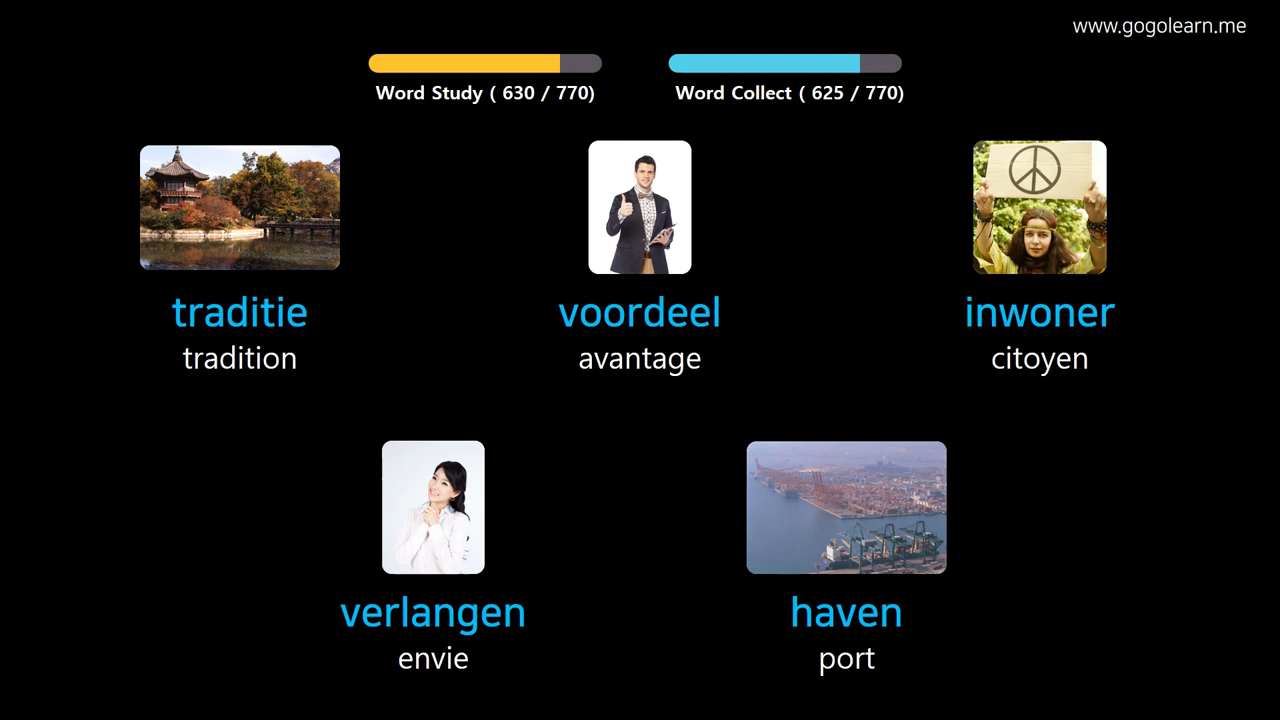 www.gogolearn.me
Word Study ( 630 / 770)
Word Collect ( 625 / 770)
traditie
tradition
voordeel
avantage
inwoner
citoyen
verlangen
envie
haven
port